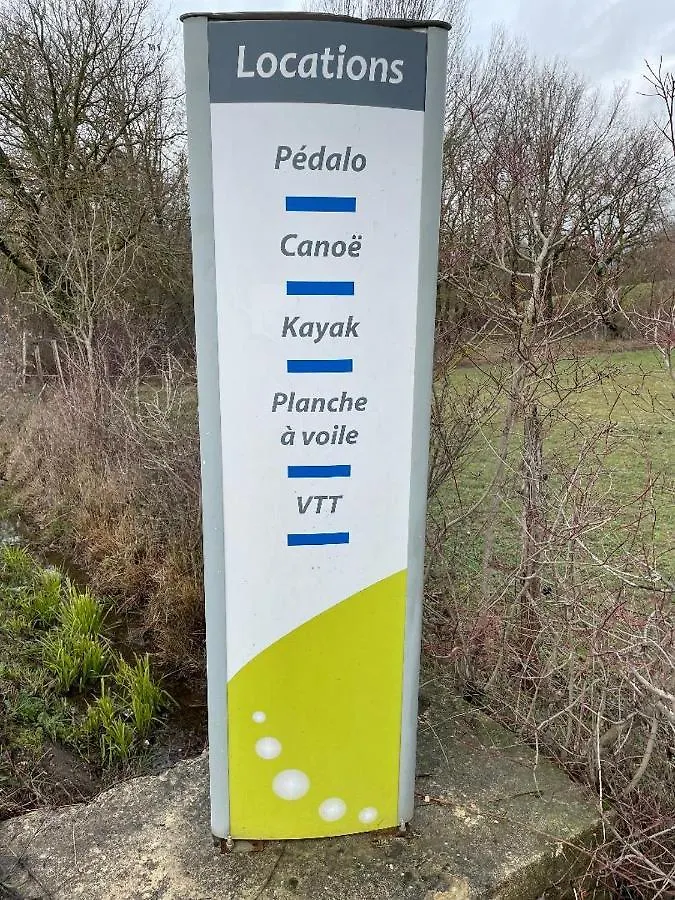 Locations
Pédalo
Canoë
Kayak
Planche
à voile
VTT